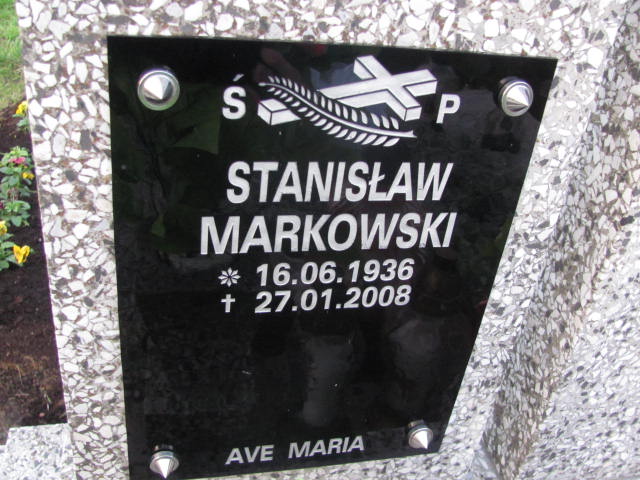 Ś P
STANISŁAW
MARKOWSKI
* 16.06.1936
† 27.01.2008
AVE MARIA